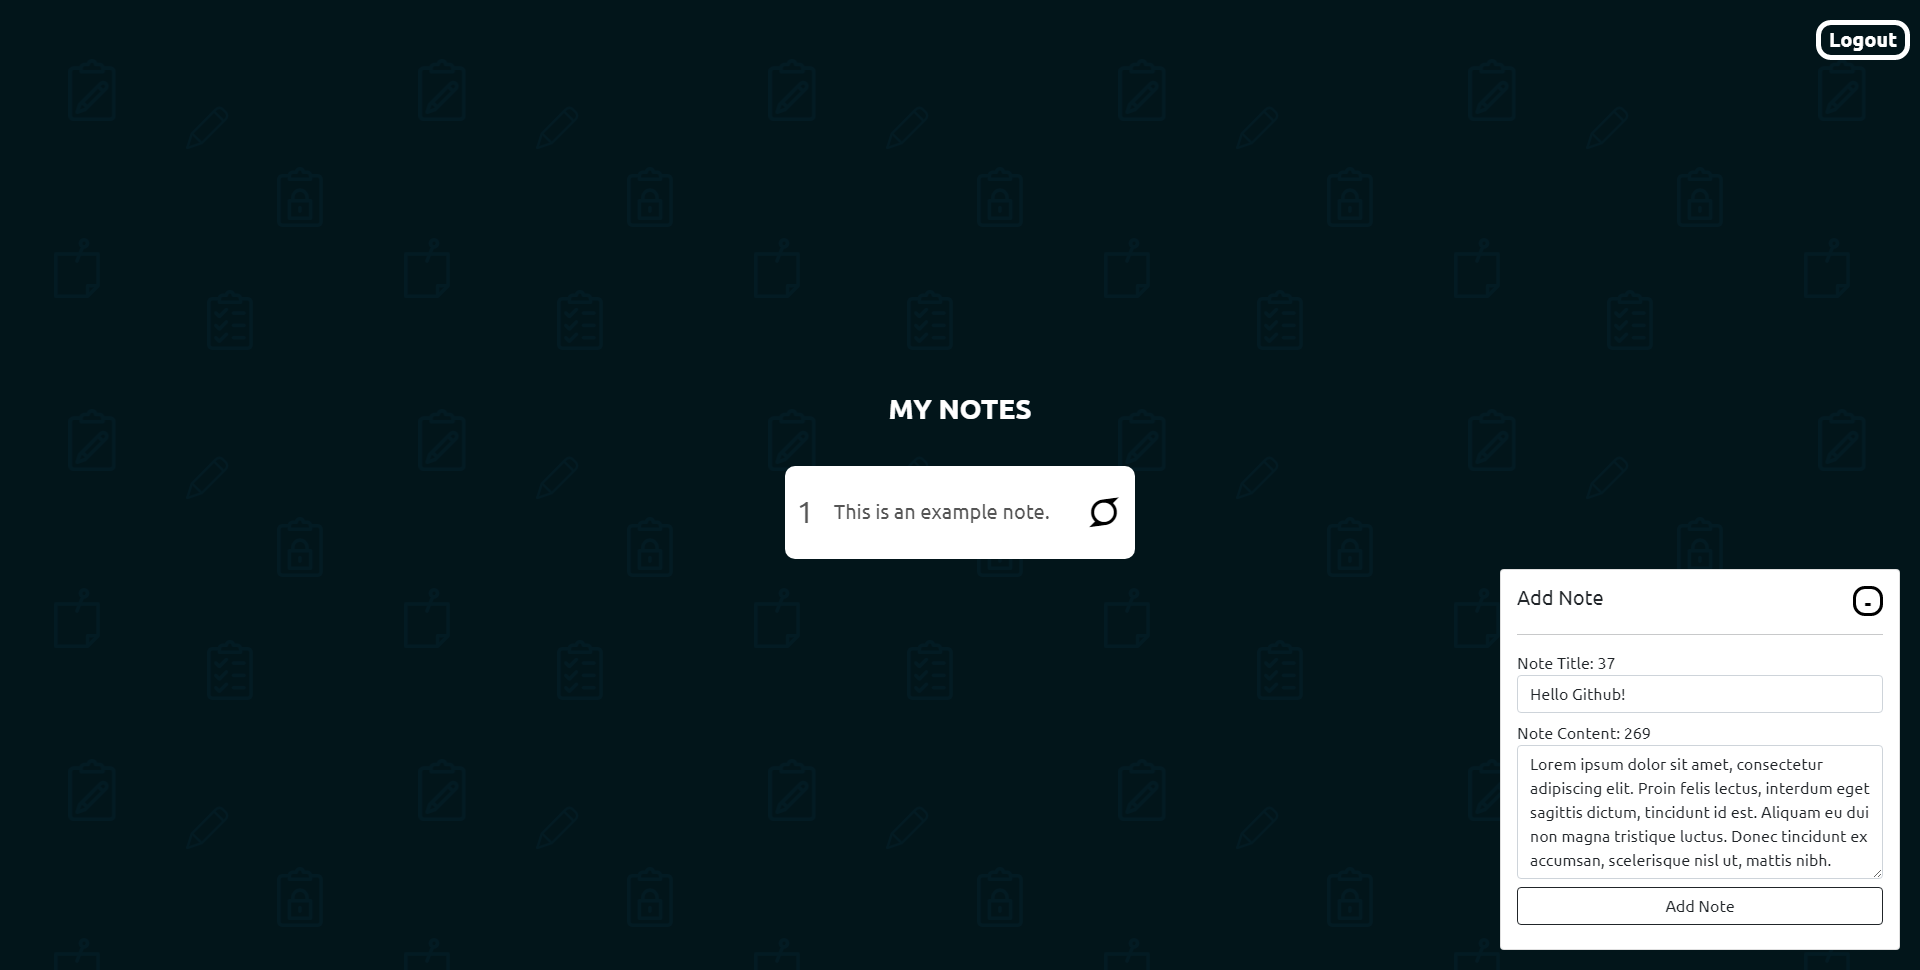 Logout
MY NOTES
1 This is an example note.
Add Note
-
Note Title: 37
Hello Github!
Note Content: 269
Lorem ipsum dolor sit amet, consectetur
adipiscing elit. Proin felis lectus, interdum eget
sagittis dictum, tincidunt id est. Aliquam eu dui
non magna tristique luctus. Donec tincidunt ex
accumsan, scelerisque nisl ut, mattis nibh.
Add Note